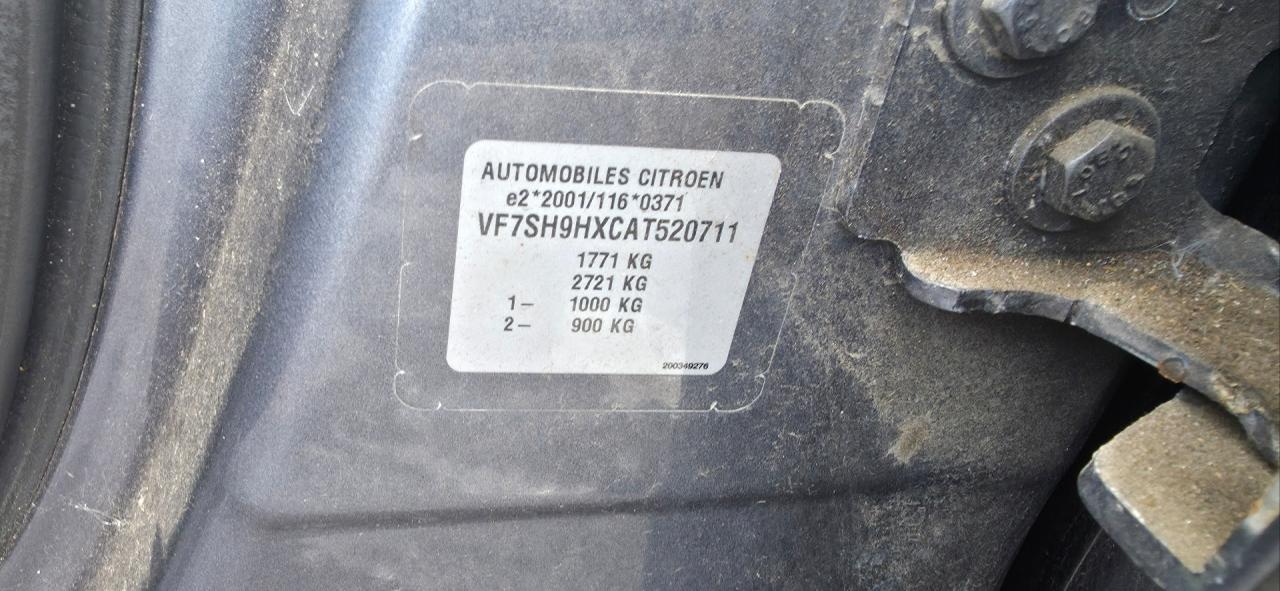 AUTOMOBILES CITROEN
e2*2001/116*0371
VF7SH9HXCAT520711
1771 KG
2721 KG
1- 1000 KG
2- 900 KG
200349276